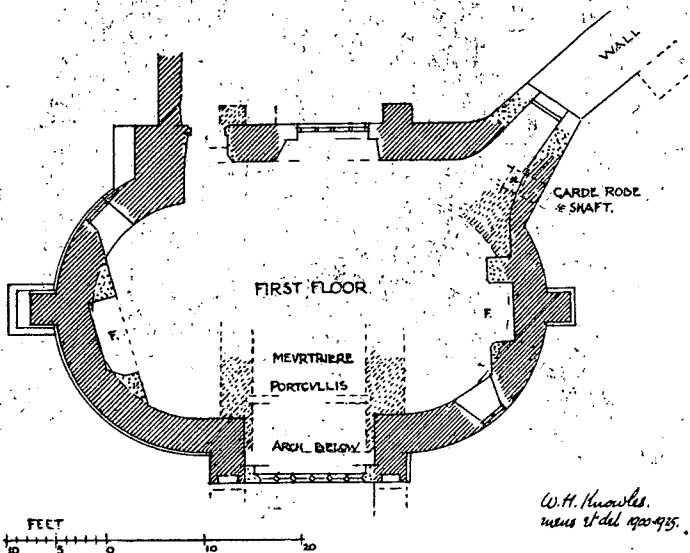 WALL
GARDE ROBE
SHAFT.
FIRST FLOOR
F.
F.
MEVRTRIERE
PORTCVLLIS
ARCH BELOW
W.H. Knowles.
mens et del 1900-1925.
FEET
10 5 0 10 20